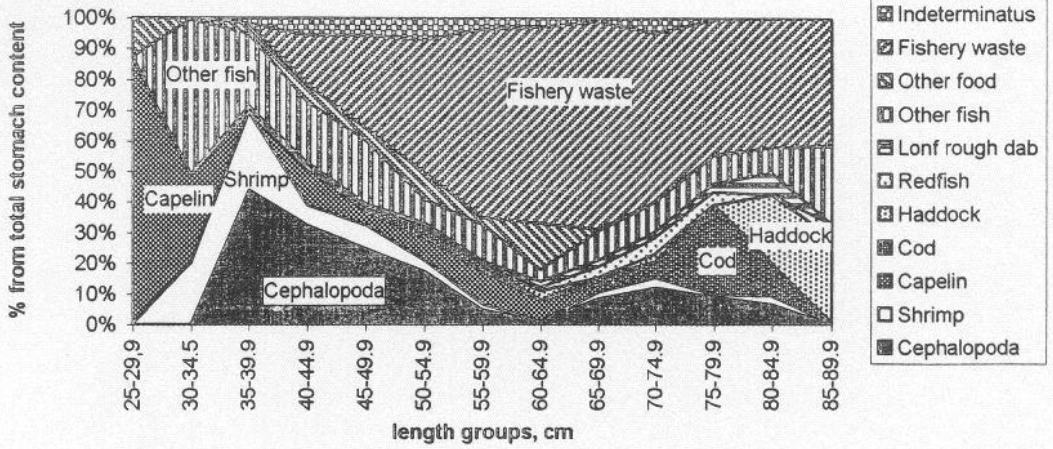 % from total stomach content
100%
90%
80%
70%
60%
50%
40%
30%
20%
10%
0%
Other fish
Fishery waste
Capelin
Shrimp
Cephalopoda
Cod
Haddock
25-29,9
30-34.5
35-39.9
40-44.9
45-49.9
50-54.9
55-59.9
60-64.9
65-69.9
70-74.9
75-79.9
80-84.9
85-89.9
length groups, cm
Indeterminatus
Fishery waste
Other food
Other fish
Lonf rough dab
Redfish
Haddock
Cod
Capelin
Shrimp
Cephalopoda